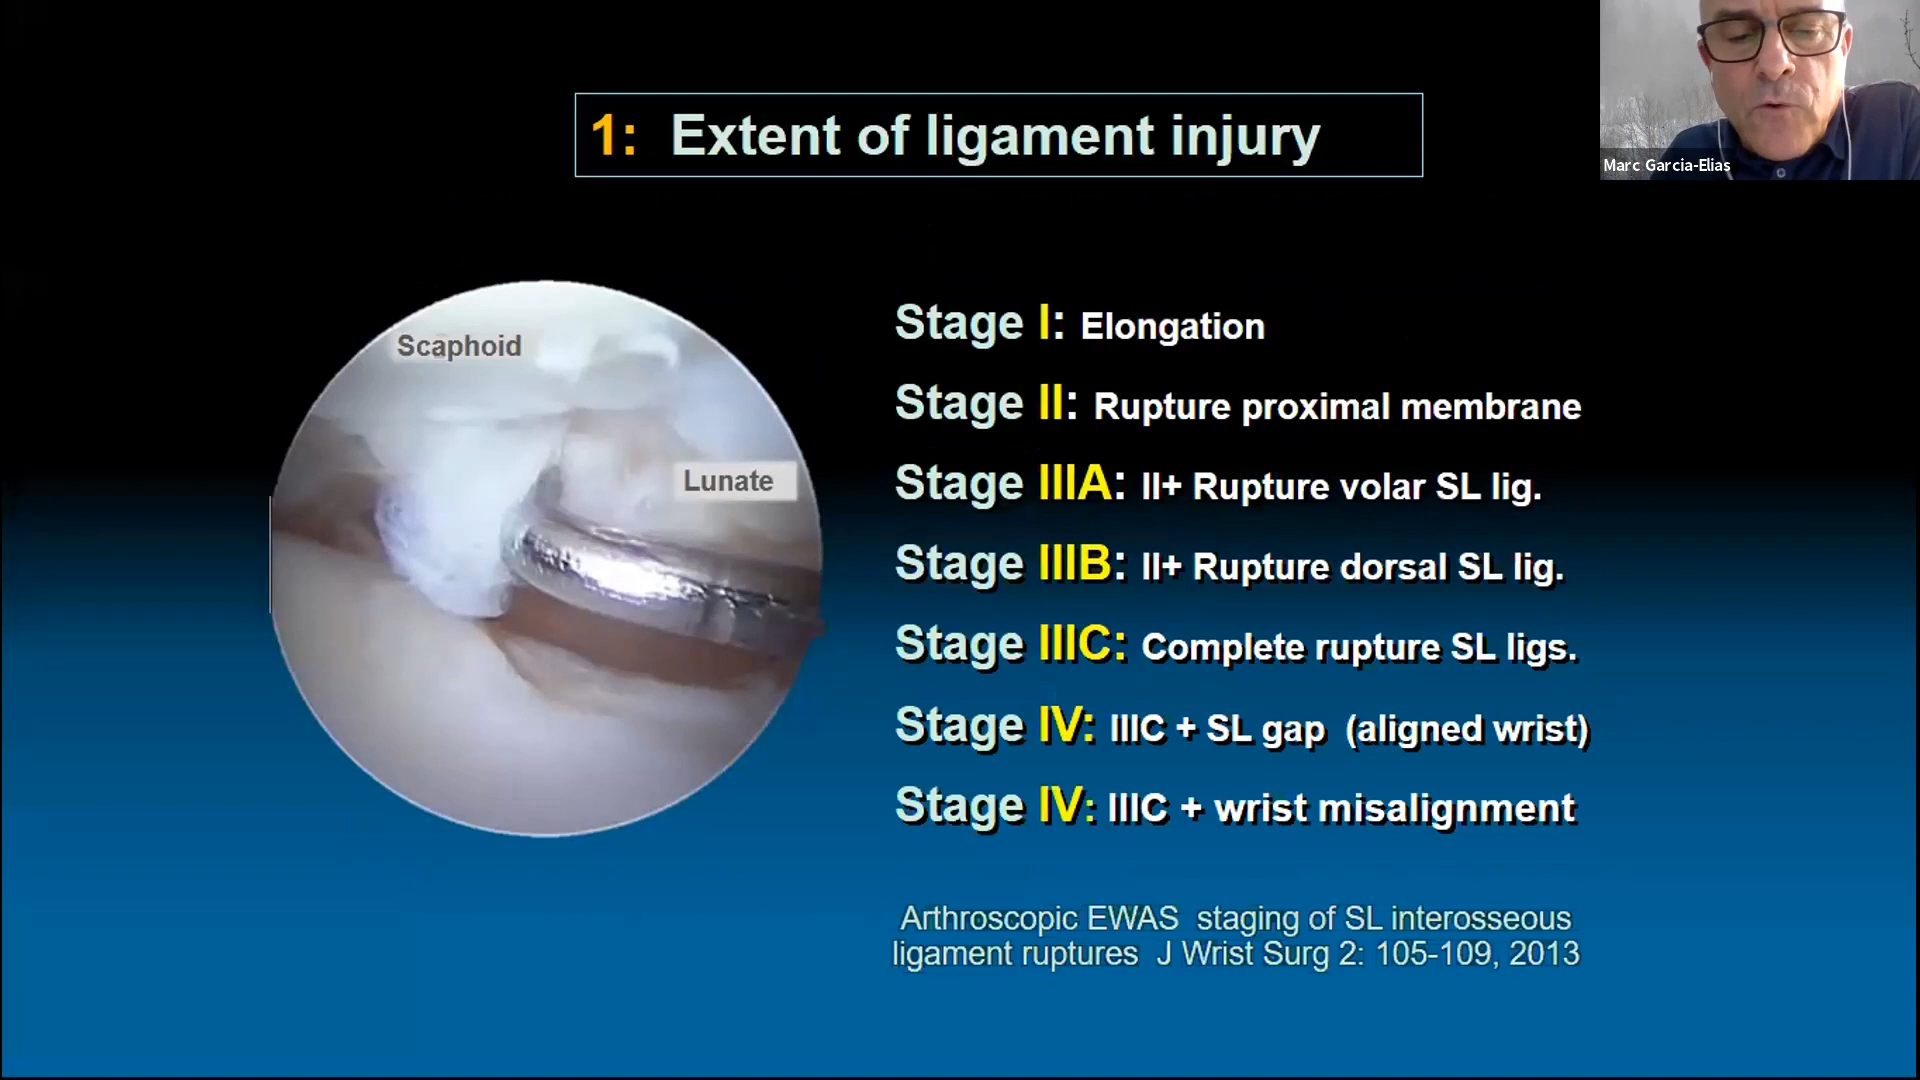 1: Extent of ligament injury
Marc Garcia-Elias
Scaphoid
Lunate
Stage I: Elongation
Stage II: Rupture proximal membrane
Stage IIIA: II+ Rupture volar SL lig.
Stage IIIB: II+ Rupture dorsal SL lig.
Stage IIIC: Complete rupture SL ligs.
Stage IV: IIIC + SL gap (aligned wrist)
Stage IV: IIIC + wrist misalignment
Arthroscopic EWAS staging of SL interosseous
ligament ruptures J Wrist Surg 2: 105-109, 2013